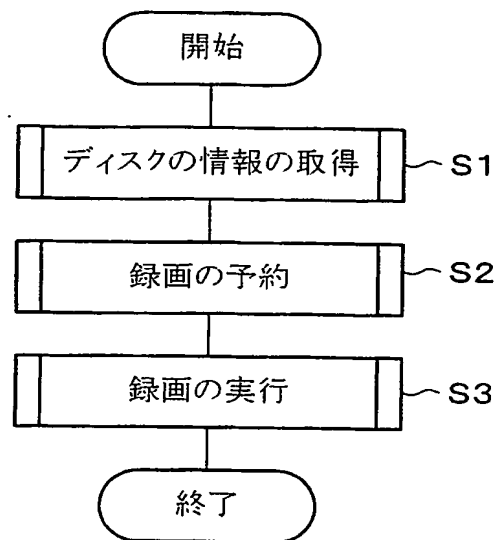 開始
ディスクの情報の取得 S1
録画の予約 S2
録画の実行 S3
終了